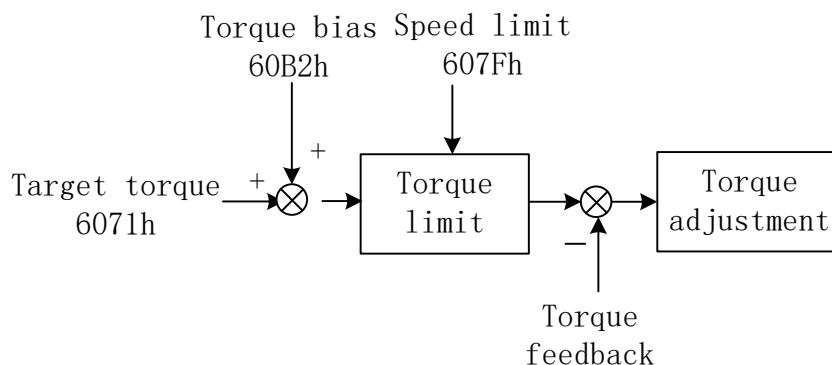 Torque bias
60B2h
Speed limit
607Fh
+
+
Target torque
6071h
Torque
limit
Torque
adjustment
−
Torque
feedback